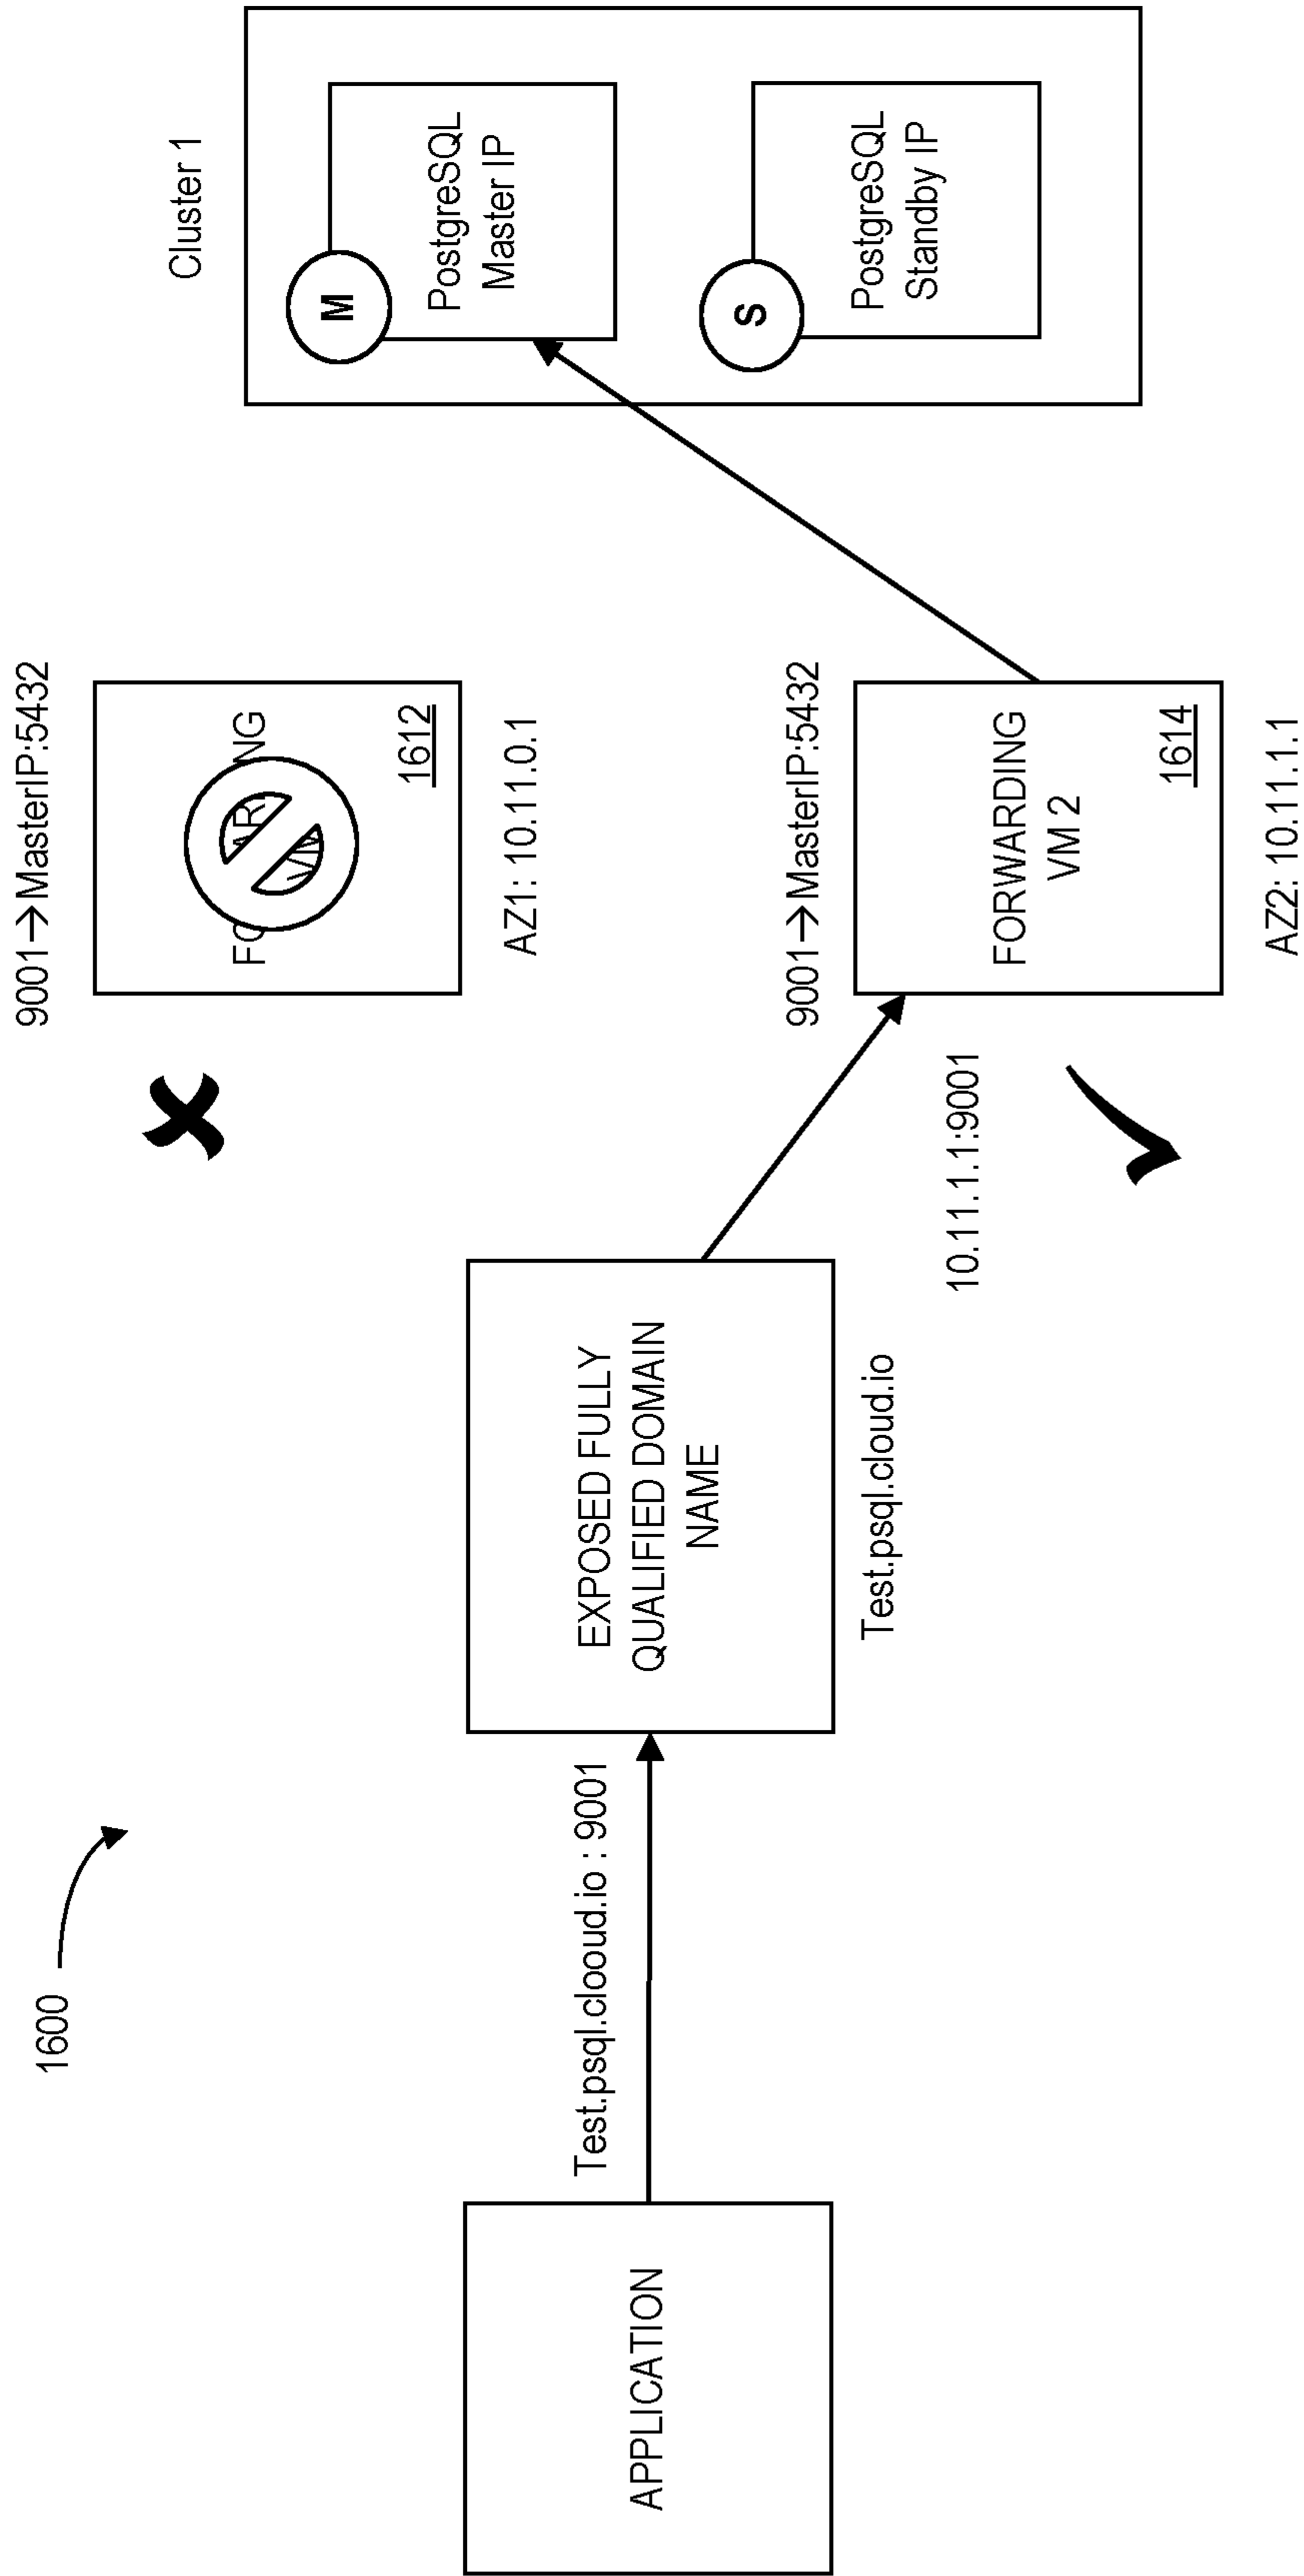 1600
APPLICATION
Test.psql.clooud.io : 9001
EXPOSED FULLY
QUALIFIED DOMAIN
NAME
Test.psql.cloud.io
9001→MasterIP:5432
1612
AZ1: 10.11.0.1
10.11.1.1:9001
9001→MasterIP:5432
FORWARDING
VM 2
1614
AZ2: 10.11.1.1
Cluster 1
M
PostgreSQL
Master IP
S
PostgreSQL
Standby IP